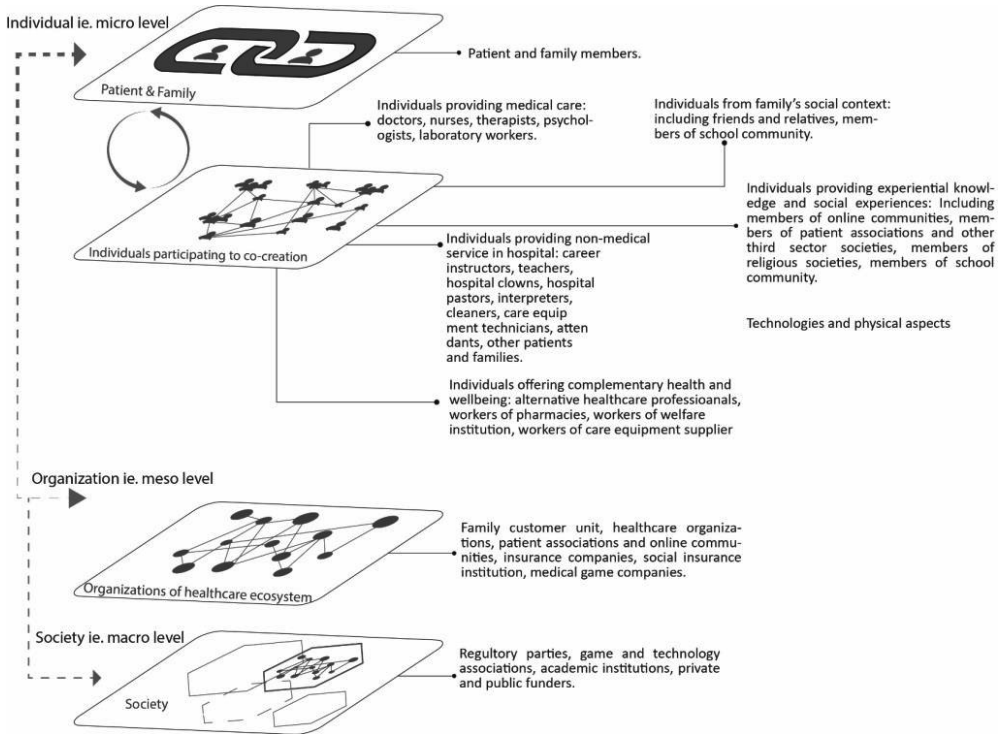 Individual ie. micro level
Patient & Family
Patient and family members.
Individuals providing medical care:
doctors, nurses, therapists, psychol-
ogists, laboratory workers.
Individuals from family's social context:
including friends and relatives, mem-
bers of school community.
Individuals participating to co-creation
Individuals providing experiential knowl-
edge and social experiences: Including
members of online communities, mem-
bers of patient associations and other
third sector societies, members of
religious societies, members of school
community.
Individuals providing non-medical
service in hospital: career
instructors, teachers,
hospital clowns, hospital
pastors, interpreters,
cleaners, care equip
ment technicians, atten
dants, other patients
and families.
Technologies and physical aspects
Individuals offering complementary health and
wellbeing: alternative healthcare professioanals,
workers of pharmacies, workers of welfare
institution, workers of care equipment supplier
Organization ie. meso level
Organizations of healthcare ecosystem
Family customer unit, healthcare organiza-
tions, patient associations and online commu-
nities, insurance companies, social insurance
institution, medical game companies.
Society ie. macro level
Society
Regultory parties, game and technology
associations, academic institutions, private
and public funders.